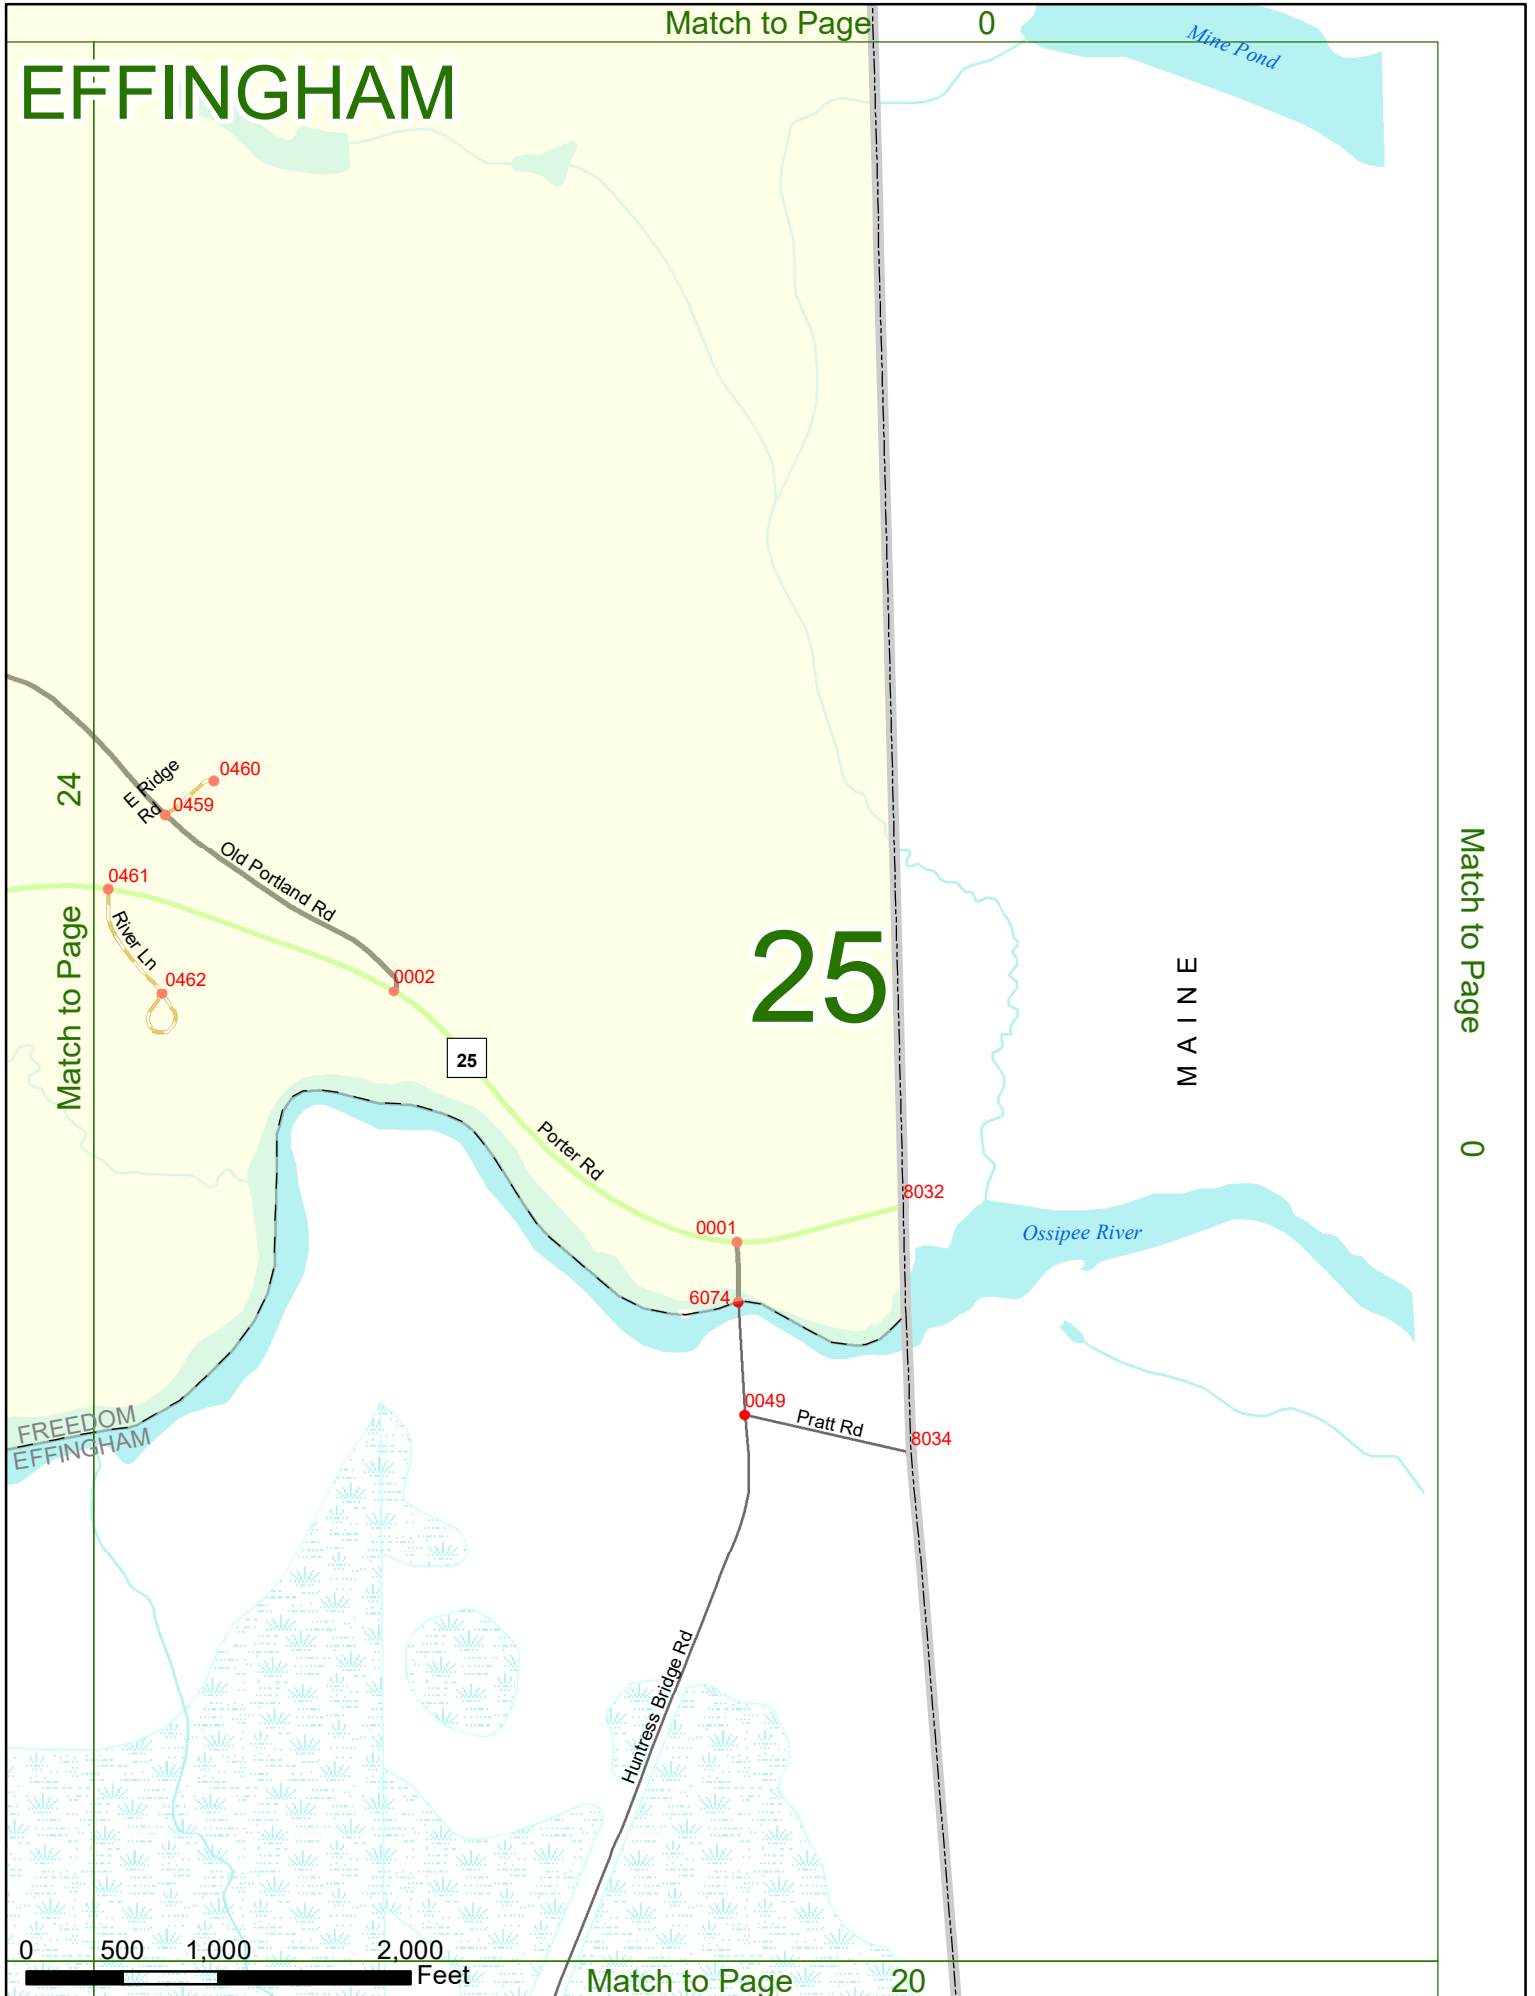 Match to Page 0
Mine Pond
EFFINGHAM
E Ridge
Rd
0460
0459
24
Match to Page
Old Portland Rd
0461
River Ln
0462
0002
25
25
MAINE
Match to Page
0
Porter Rd
8032
0001
Ossipee River
6074
0049
Pratt Rd
8034
FREEDOM
EFFINGHAM
Huntress Bridge Rd
0 500 1,000 2,000
Feet
Match to Page 20